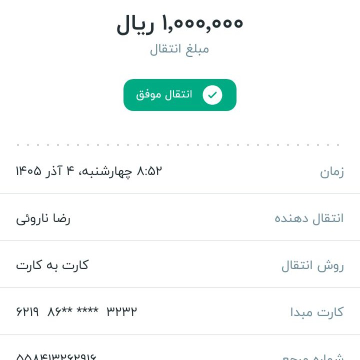 ۱,۰۰۰,۰۰۰ ریال
مبلغ انتقال
انتقال موفق
زمان ۸:۵۲ چهارشنبه، ۴ آذر ۱۴۰۵
انتقال دهنده رضا ناروئی
روش انتقال کارت به کارت
کارت مبدا ۶۲۱۹ ۸۶** **** ۳۲۳۲